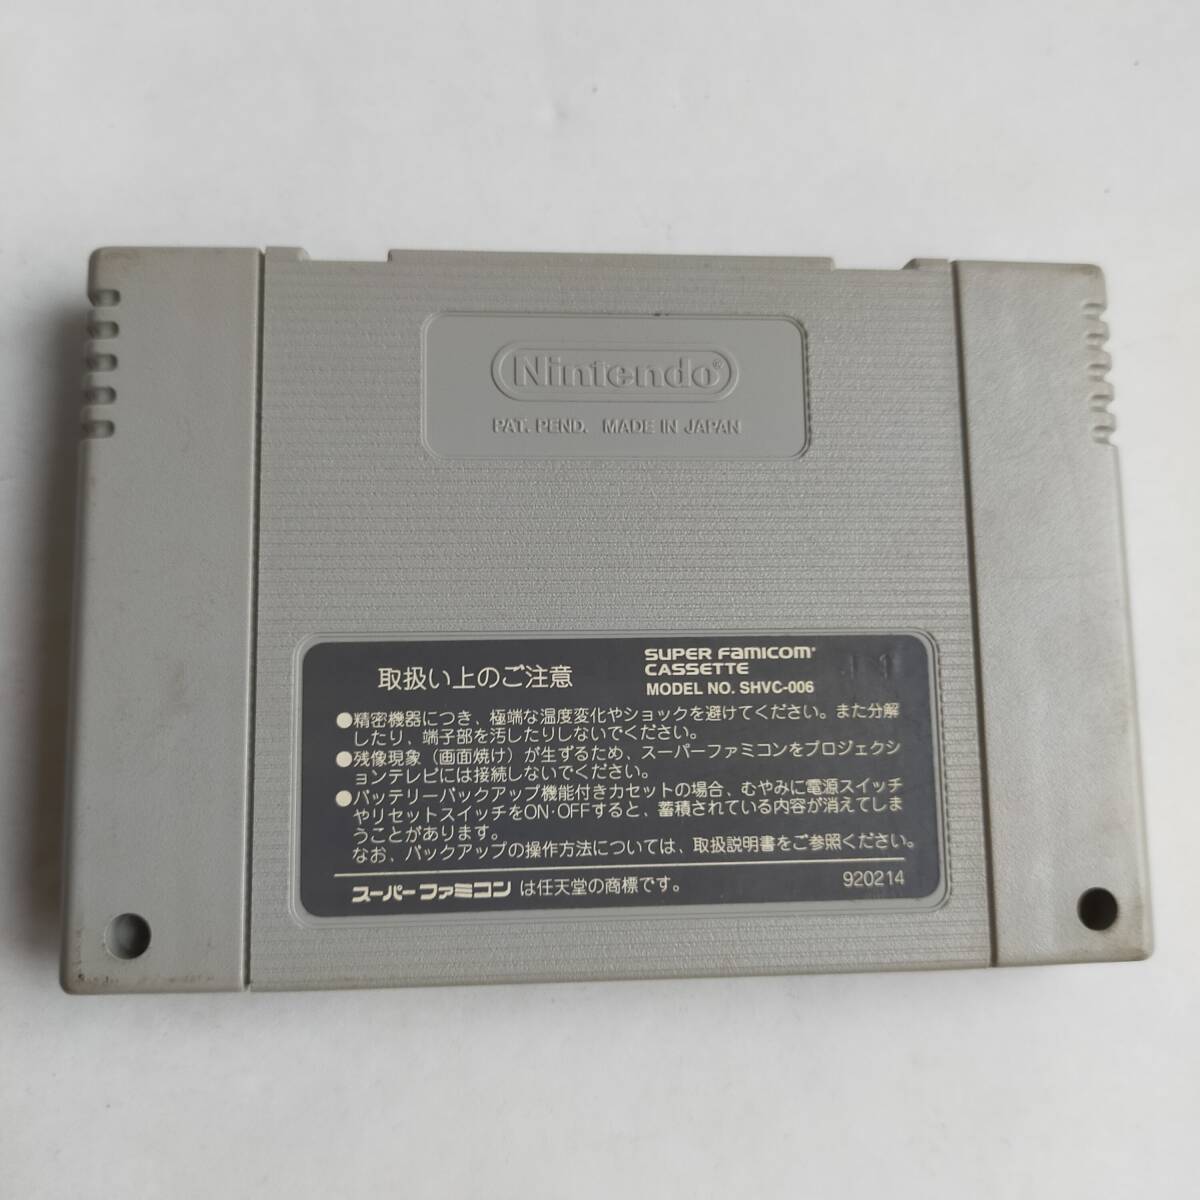 Nintendo®
PAT. PEND. MADE IN JAPAN
取扱い上のご注意
SUPER FAMICOM
CASSETTE
MODEL NO. SHVC-006
●精密機器につき、極端な温度変化やショックを避けてください。また分解
したり、端子部を汚したりしないでください。
●残像現象（画面焼け）が生ずるため、スーパーファミコンをプロジェクシ
ョンテレビには接続しないでください。
●バッテリーバックアップ機能付きカセットの場合、むやみに電源スイッチ
やリセットスイッチをON・OFFすると、蓄積されている内容が消えてしま
うことがあります。
なお、バックアップの操作方法については、取扱説明書をご参照ください。
スーパーファミコン は任天堂の商標です。
920214